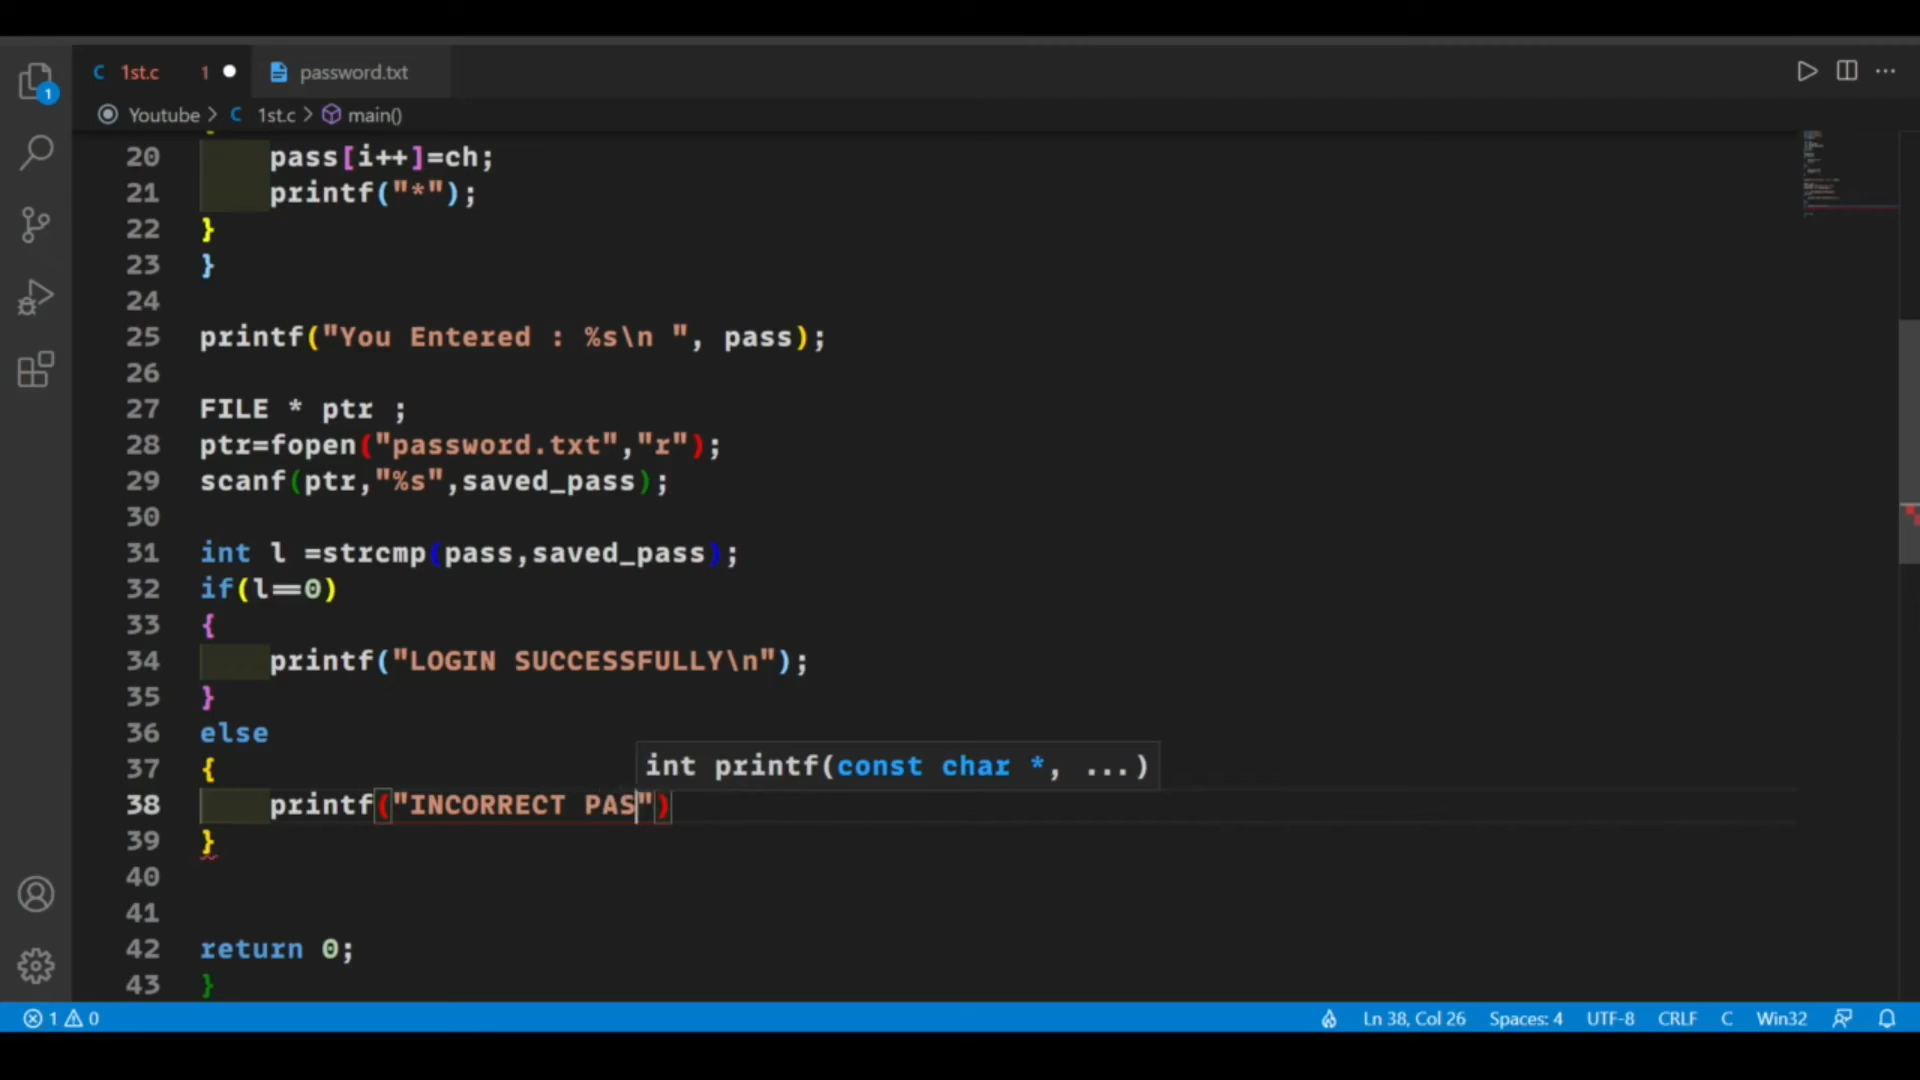 1
C 1st.c 1 password.txt
Youtube > C 1st.c > main()
20 pass[i++]=ch;
21 printf("*");
22 }
23 }
24
25 printf("You Entered : %s\n ", pass);
26
27 FILE * ptr ;
28 ptr=fopen("password.txt","r");
29 scanf(ptr,"%s",saved_pass);
30
31 int l =strcmp(pass,saved_pass);
32 if(l==0)
33 {
34 printf("LOGIN SUCCESSFULLY\n");
35 }
36 else
37 {
int printf(const char *, ...)
38 printf("INCORRECT PAS")
39 }
40
41
42 return 0;
43 }
1 0 Ln 38, Col 26 Spaces: 4 UTF-8 CRLF C Win32